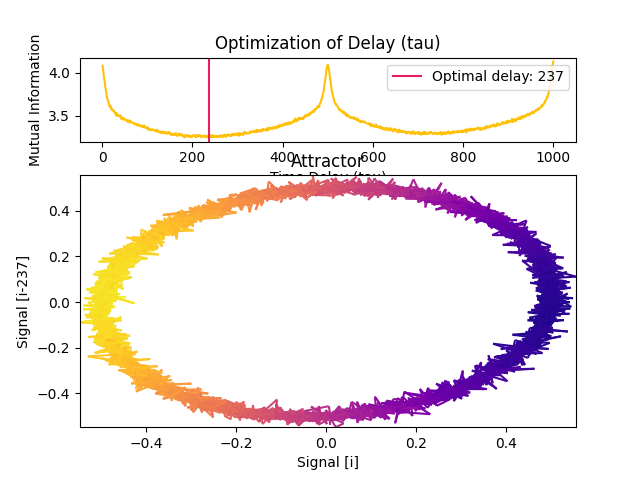 Optimization of Delay (tau)
Mutual Information
4.0
3.5
Optimal delay: 237
0 200 400 600 800 1000
Time Delay (tau)
Attractor
Signal [i-237]
0.4
0.2
0.0
−0.2
−0.4
−0.4 −0.2 0.0 0.2 0.4
Signal [i]